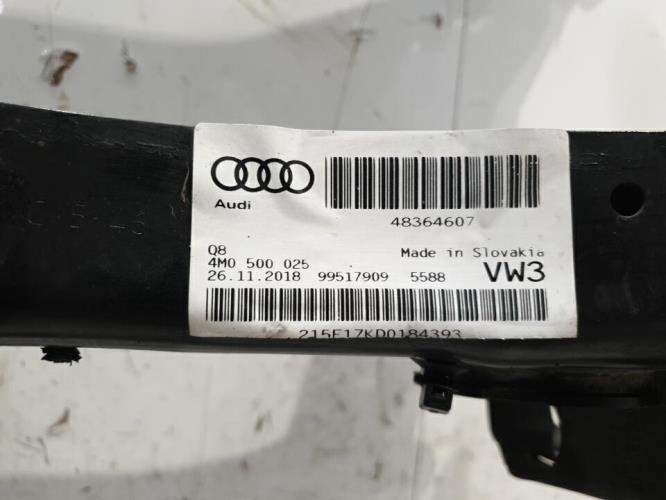 Audi
48364607
Q8 Made in Slovakia
4M0 500 025
26.11.2018 99517909 5588 VW3
215F17KD0184393